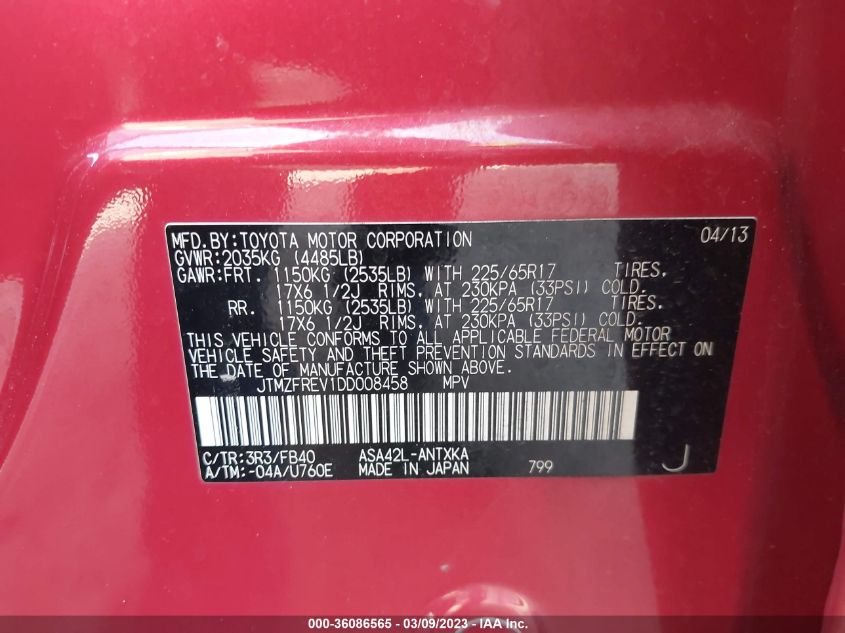 MFD.BY:TOYOTA MOTOR CORPORATION 04/13
GVWR:2035KG (4485LB)
GAWR:FRT. 1150KG (2535LB) WITH 225/65R17 TIRES.
17X6 1/2J RIMS. AT 230KPA (33PSI) COLD.
RR. 1150KG (2535LB) WITH 225/65R17 TIRES.
17X6 1/2J RIMS. AT 230KPA (33PSI) COLD.
THIS VEHICLE CONFORMS TO ALL APPLICABLE FEDERAL MOTOR
VEHICLE SAFETY AND THEFT PREVENTION STANDARDS IN EFFECT ON
THE DATE OF MANUFACTURE SHOWN ABOVE.
JTMZFREV1DD008458 MPV
C/TR:3R3/FB40 ASA42L-ANTXKA
A/TM:-04A/U760E MADE IN JAPAN 799 J
000-36086565 - 03/09/2023 - IAA Inc.